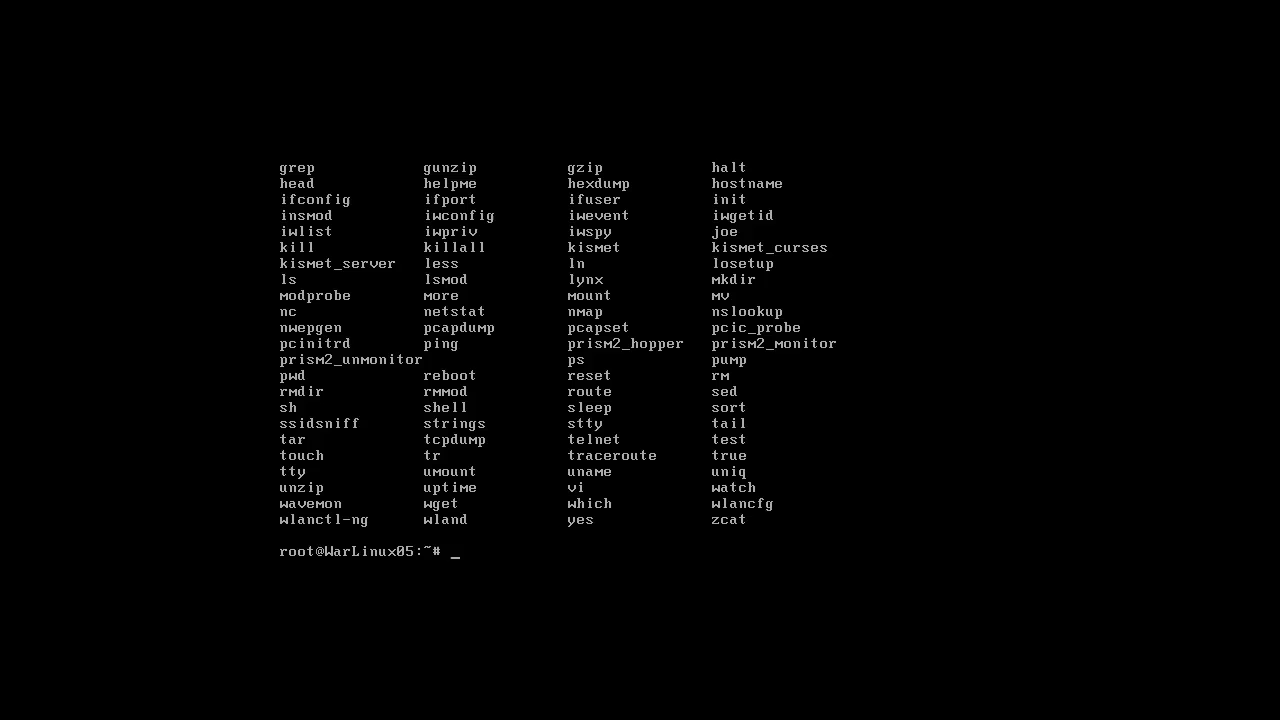 grep gunzip gzip halt
head helpme hexdump hostname
ifconfig ifport ifuser init
insmod iwconfig iwevent iwgetid
iwlist iwpriv iwspy joe
kill killall kismet kismet_curses
kismet_server less ln losetup
ls lsmod lynx mkdir
modprobe more mount mv
nc netstat nmap nslookup
nwepgen pcapdump pcapset pcic_probe
pcinitrd ping prism2_hopper prism2_monitor
prism2_unmonitor ps pump
pwd reboot reset rm
rmdir rmmod route sed
sh shell sleep sort
ssidsniff strings stty tail
tar tcpdump telnet test
touch tr traceroute true
tty umount uname uniq
unzip uptime vi watch
wavemon wget which wlancfg
wlanctl-ng wland yes zcat
root@WarLinux05:~# _